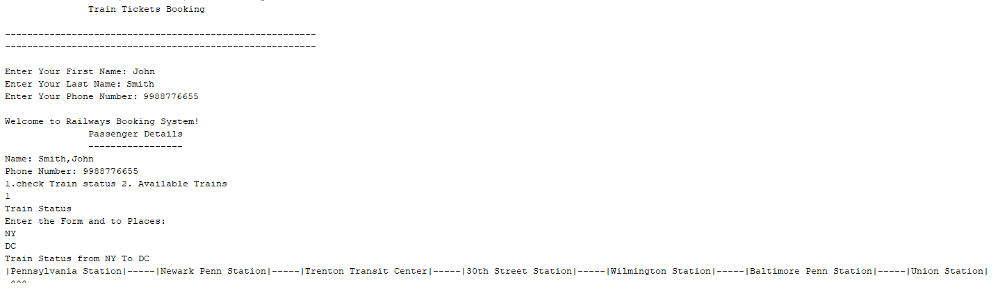 Train Tickets Booking
--------------------------------------------------------
--------------------------------------------------------
Enter Your First Name: John
Enter Your Last Name: Smith
Enter Your Phone Number: 9988776655
Welcome to Railways Booking System!
Passenger Details
-----------------
Name: Smith,John
Phone Number: 9988776655
1.check Train status 2. Available Trains
1
Train Status
Enter the Form and to Places:
NY
DC
Train Status from NY To DC
|Pennsylvania Station|-----|Newark Penn Station|-----|Trenton Transit Center|-----|30th Street Station|-----|Wilmington Station|-----|Baltimore Penn Station|-----|Union Station|
^^^